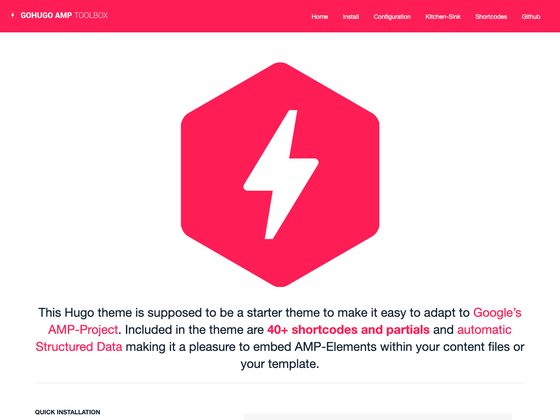 GOHUGO AMP TOOLBOX
Home Install Configuration Kitchen-Sink Shortcodes Github
This Hugo theme is supposed to be a starter theme to make it easy to adapt to Google's
AMP-Project. Included in the theme are 40+ shortcodes and partials and automatic
Structured Data making it a pleasure to embed AMP-Elements within your content files or
your template.
QUICK INSTALLATION